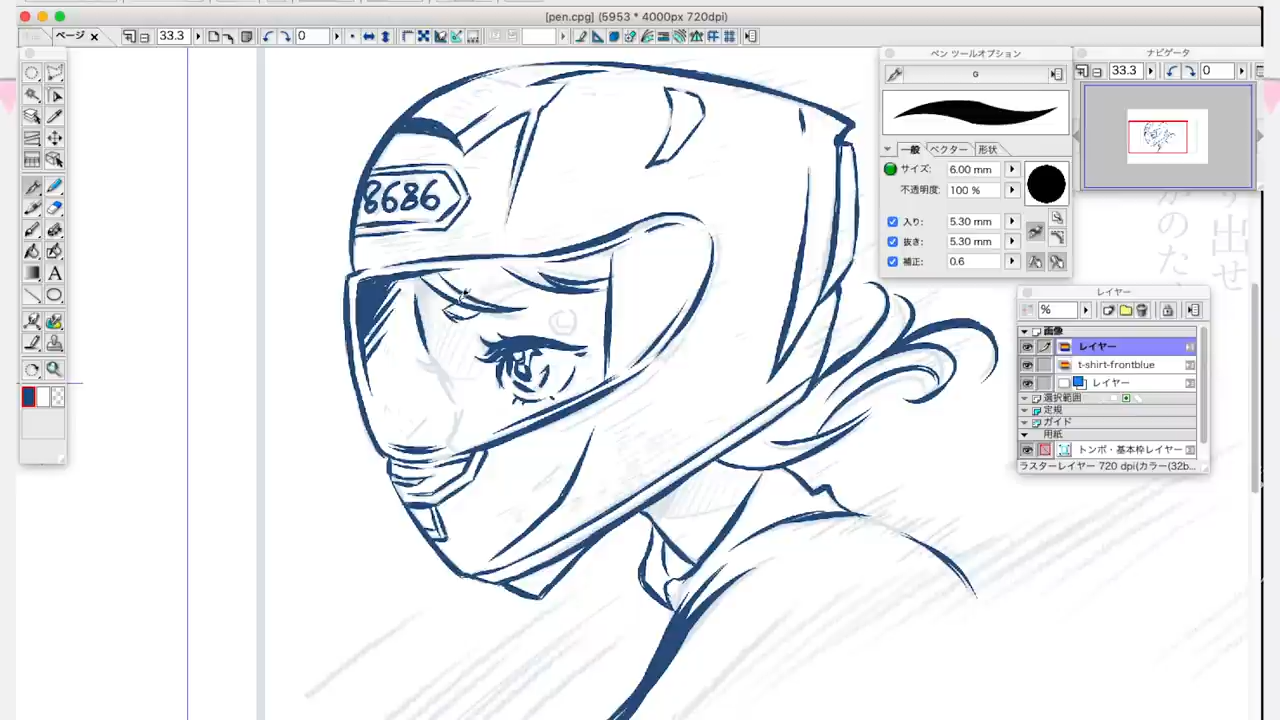 [pen.cpg] (5953 * 4000px 720dpi)
ページ
33.3
0
ペン ツールオプション
G
一般
ベクター
形状
サイズ:
6.00 mm
不透明度:
100 %
入り:
5.30 mm
抜き:
5.30 mm
補正:
0.6
ナビゲータ
33.3
0
レイヤー
%
画像
レイヤー
t-shirt-frontblue
レイヤー
選択範囲
定規
ガイド
用紙
トンボ・基本枠レイヤー
ラスターレイヤー 720 dpi(カラー(32b...
A
8686
り出せ
がのた